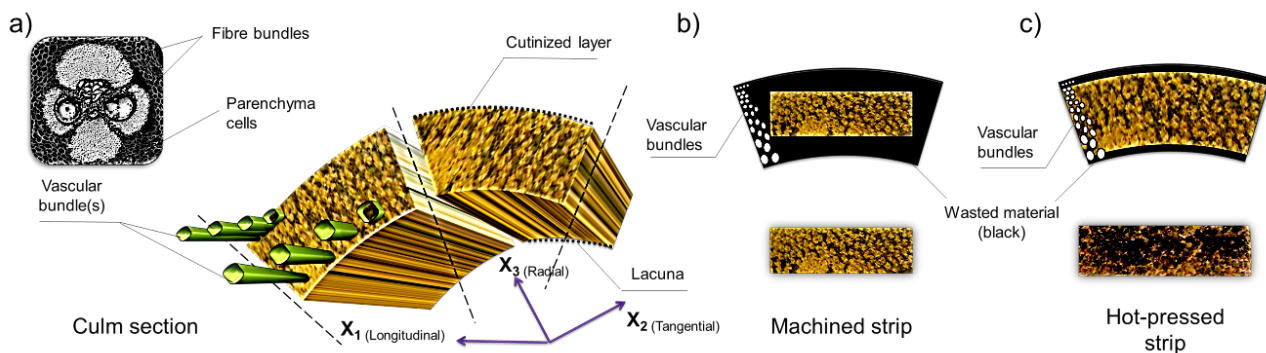 a)
Fibre bundles
Parenchyma
cells
Vascular
bundle(s)
Culm section
Cutinized layer
Lacuna
X3 (Radial)
X1 (Longitudinal)
X2 (Tangential)
b)
Vascular
bundles
Machined strip
Wasted material
(black)
c)
Vascular
bundles
Hot-pressed
strip